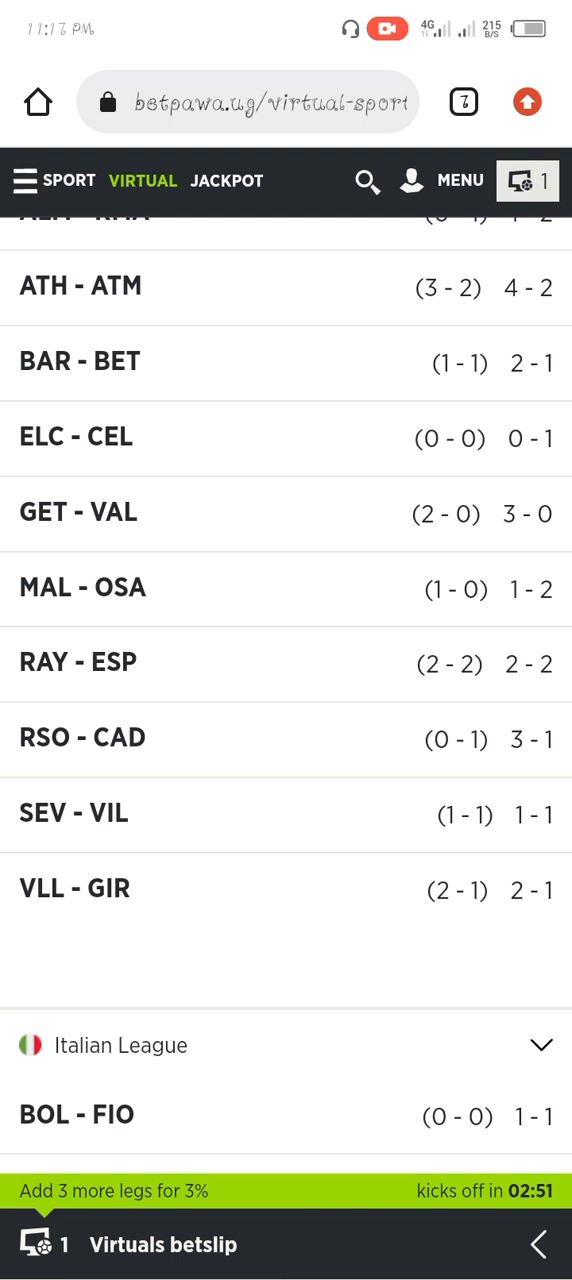 11:17 PM 4G 215 B/S
betpawa.ug/virtual-sport 7
SPORT VIRTUAL JACKPOT MENU 1
ATH - ATM (3 - 2) 4 - 2
BAR - BET (1 - 1) 2 - 1
ELC - CEL (0 - 0) 0 - 1
GET - VAL (2 - 0) 3 - 0
MAL - OSA (1 - 0) 1 - 2
RAY - ESP (2 - 2) 2 - 2
RSO - CAD (0 - 1) 3 - 1
SEV - VIL (1 - 1) 1 - 1
VLL - GIR (2 - 1) 2 - 1
Italian League
BOL - FIO (0 - 0) 1 - 1
Add 3 more legs for 3% kicks off in 02:51
1 Virtuals betslip